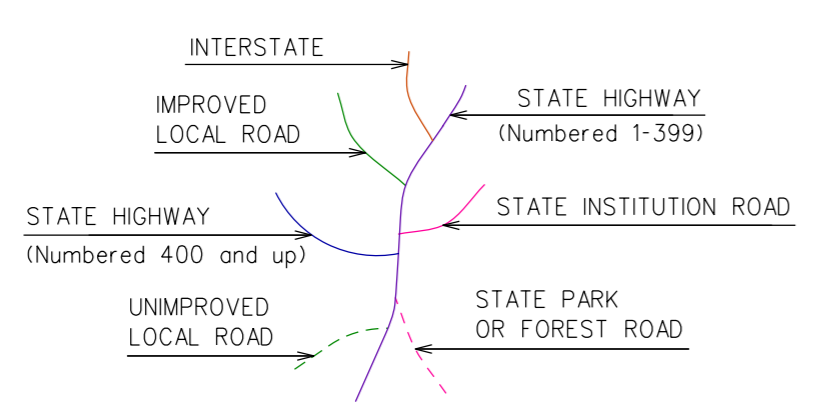 INTERSTATE
IMPROVED
LOCAL ROAD
STATE HIGHWAY
(Numbered 1-399)
STATE HIGHWAY
(Numbered 400 and up)
STATE INSTITUTION ROAD
UNIMPROVED
LOCAL ROAD
STATE PARK
OR FOREST ROAD